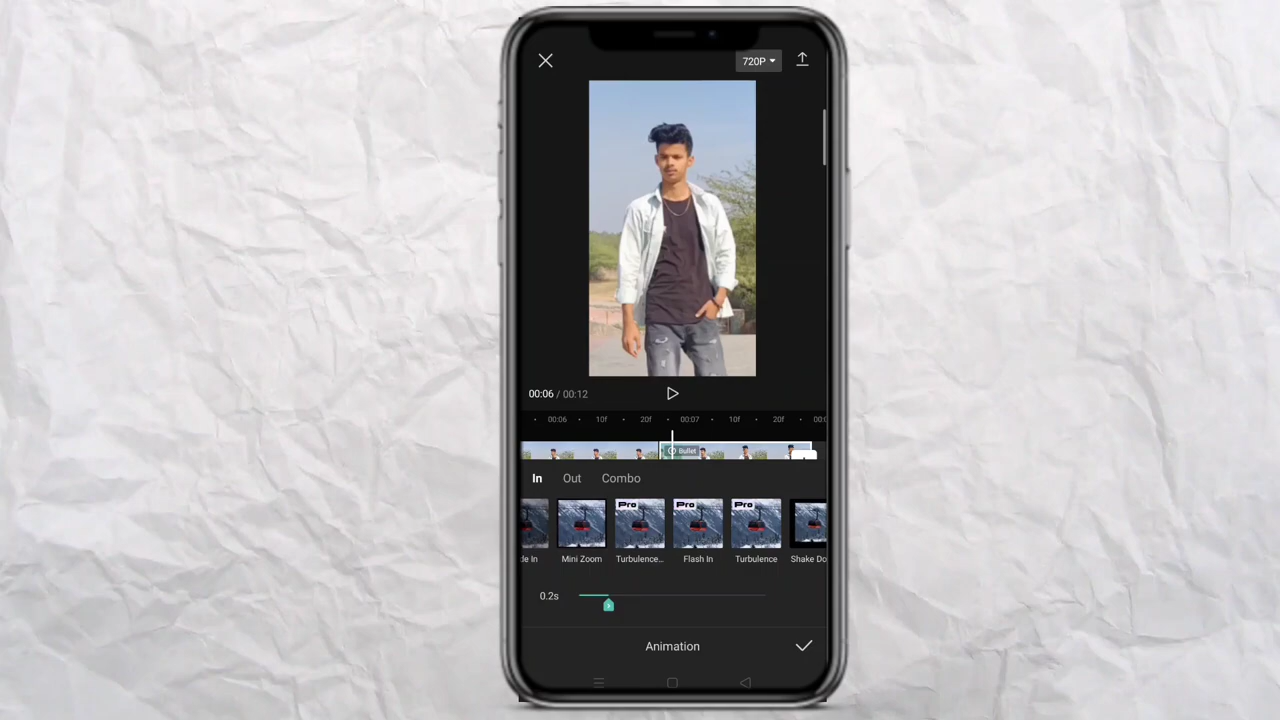 720P
00:06 / 00:12
00:06 10f 20f 00:07 10f 20f
Bullet
In Out Combo
Pro Pro Pro
Mini Zoom Turbulence... Flash In Turbulence Shake Do
0.2s
Animation